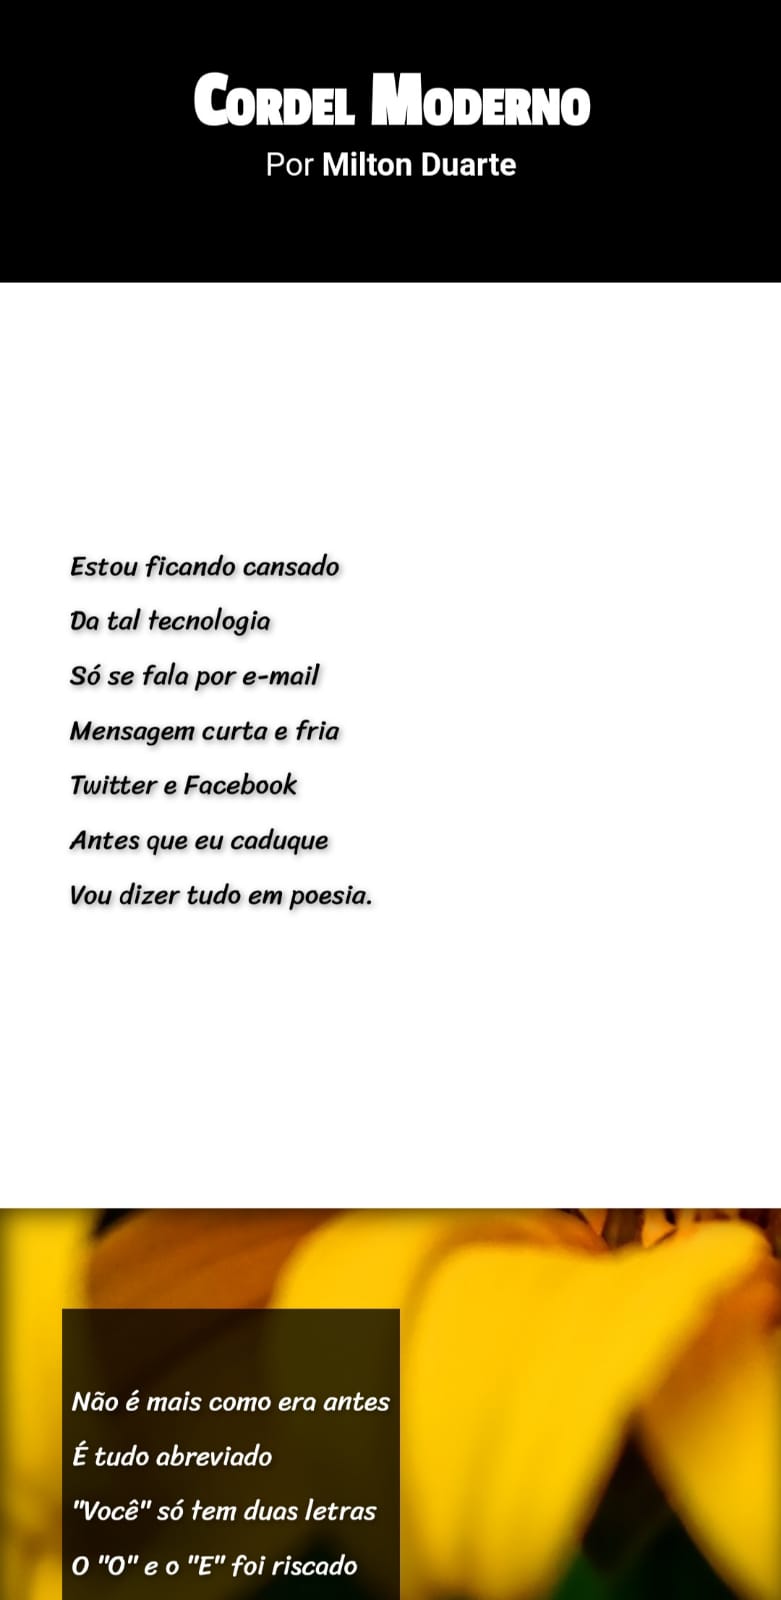 Cordel Moderno
Por Milton Duarte
Estou ficando cansado
Da tal tecnologia
Só se fala por e-mail
Mensagem curta e fria
Twitter e Facebook
Antes que eu caduque
Vou dizer tudo em poesia.
Não é mais como era antes
É tudo abreviado
"Você" só tem duas letras
O "O" e o "E" foi riscado